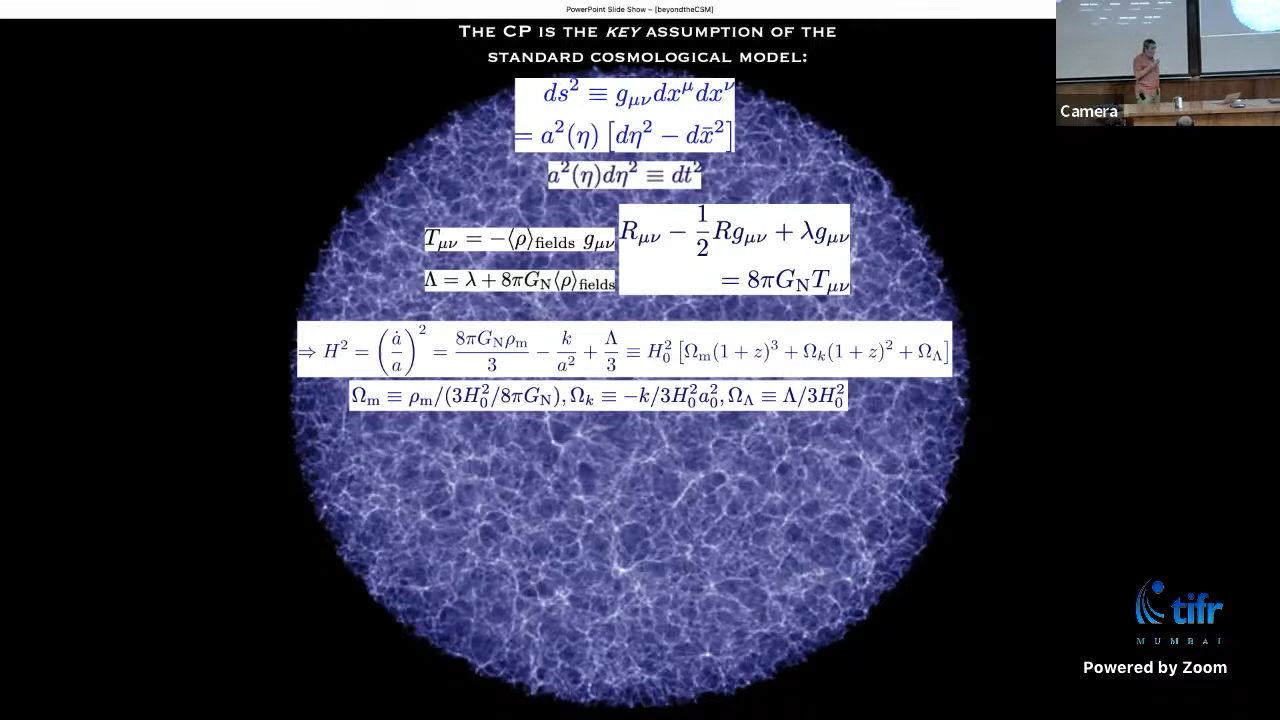 PowerPoint Slide Show – [beyondtheCSM]
THE CP IS THE KEY ASSUMPTION OF THE
STANDARD COSMOLOGICAL MODEL:
ds² ≡ g_μν dx^μ dx^ν
= a²(η) [dη² − dx̄²]
a²(η)dη² ≡ dt²
T_μν = −⟨ρ⟩_fields g_μν
Λ = λ + 8πG_N⟨ρ⟩_fields
R_μν − 1/2 Rg_μν + λg_μν
= 8πG_N T_μν
⇒ H² = (ȧ/a)² = 8πG_Nρ_m/3 − k/a² + Λ/3 ≡ H₀² [Ω_m(1 + z)³ + Ω_k(1 + z)² + Ω_Λ]
Ω_m ≡ ρ_m/(3H₀²/8πG_N), Ω_k ≡ −k/3H₀²a₀², Ω_Λ ≡ Λ/3H₀²
Camera
tifr
MUMBAI
Powered by Zoom